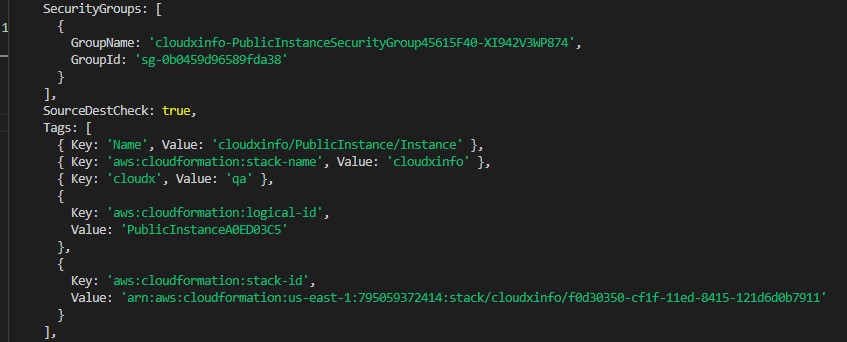 SecurityGroups: [
1
{
GroupName: 'cloudxinfo-PublicInstanceSecurityGroup45615F40-XI942V3WP874',
GroupId: 'sg-0b0459d96589fda38'
}
],
SourceDestCheck: true,
Tags: [
{ Key: 'Name', Value: 'cloudxinfo/PublicInstance/Instance' },
{ Key: 'aws:cloudformation:stack-name', Value: 'cloudxinfo' },
{ Key: 'cloudx', Value: 'qa' },
{
Key: 'aws:cloudformation:logical-id',
Value: 'PublicInstanceA0ED03C5'
},
{
Key: 'aws:cloudformation:stack-id',
Value: 'arn:aws:cloudformation:us-east-1:795059372414:stack/cloudxinfo/f0d30350-cf1f-11ed-8415-121d6d0b7911'
}
],